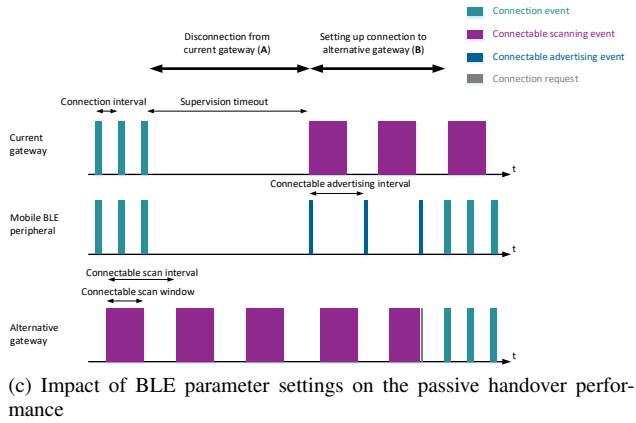 Connection event
Disconnection from
current gateway (A)
Setting up connection to
alternative gateway (B)
Connectable scanning event
Connectable advertising event
Connection request
Connection interval
Supervision timeout
Current
gateway
t
Connectable advertising interval
Mobile BLE
peripheral
t
Connectable scan interval
Connectable scan window
Alternative
gateway
t
(c) Impact of BLE parameter settings on the passive handover perfor-
mance